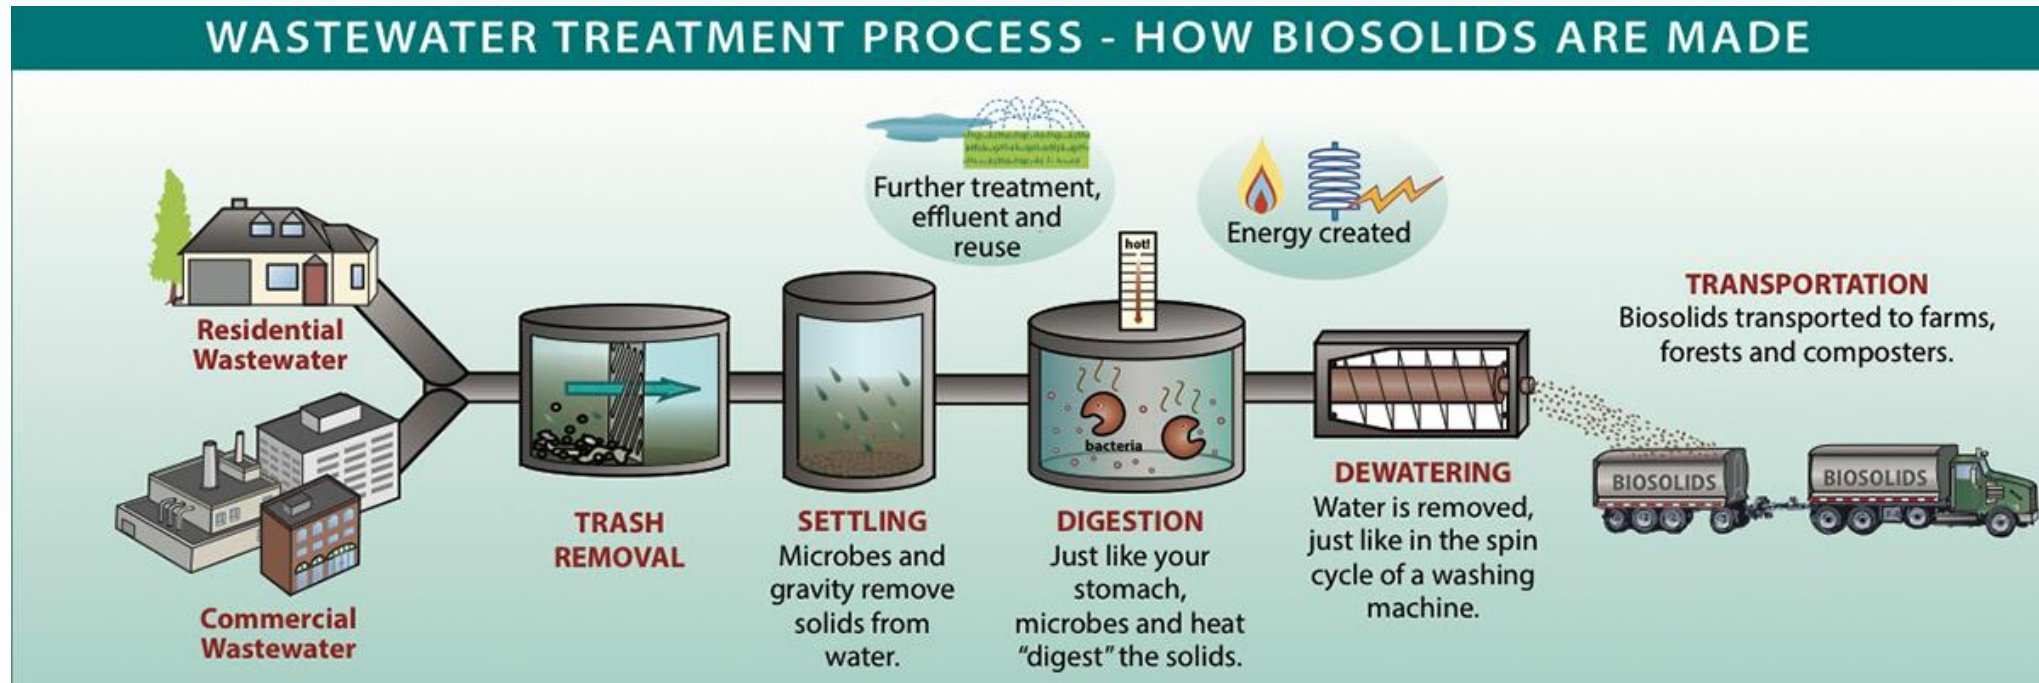 WASTEWATER TREATMENT PROCESS - HOW BIOSOLIDS ARE MADE
Further treatment,
effluent and
reuse
Energy created
hot!
Residential
Wastewater
Commercial
Wastewater
TRASH
REMOVAL
SETTLING
Microbes and
gravity remove
solids from
water.
bacteria
DIGESTION
Just like your
stomach,
microbes and heat
"digest" the solids.
DEWATERING
Water is removed,
just like in the spin
cycle of a washing
machine.
TRANSPORTATION
Biosolids transported to farms,
forests and composters.
BIOSOLIDS
BIOSOLIDS